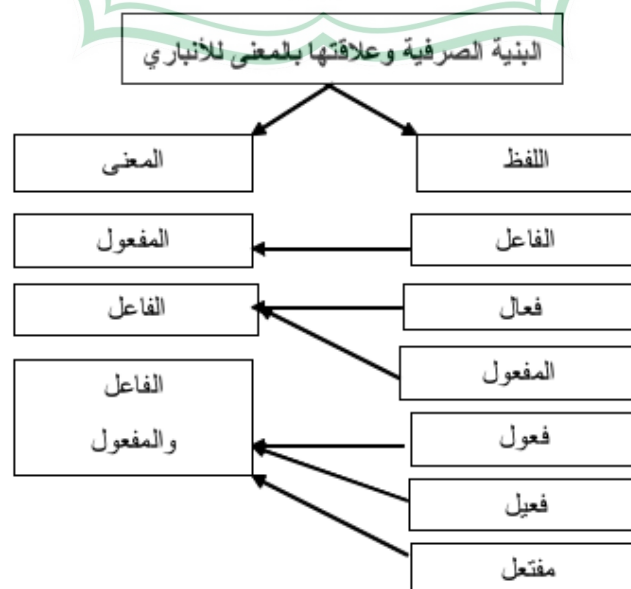 البنية الصرفية وعلاقتها بالمعنى للأنباري
اللفظ
المعنى
الفاعل
المفعول
فعال
الفاعل
المفعول
الفاعل
والمفعول
فعول
فعيل
مفتعل